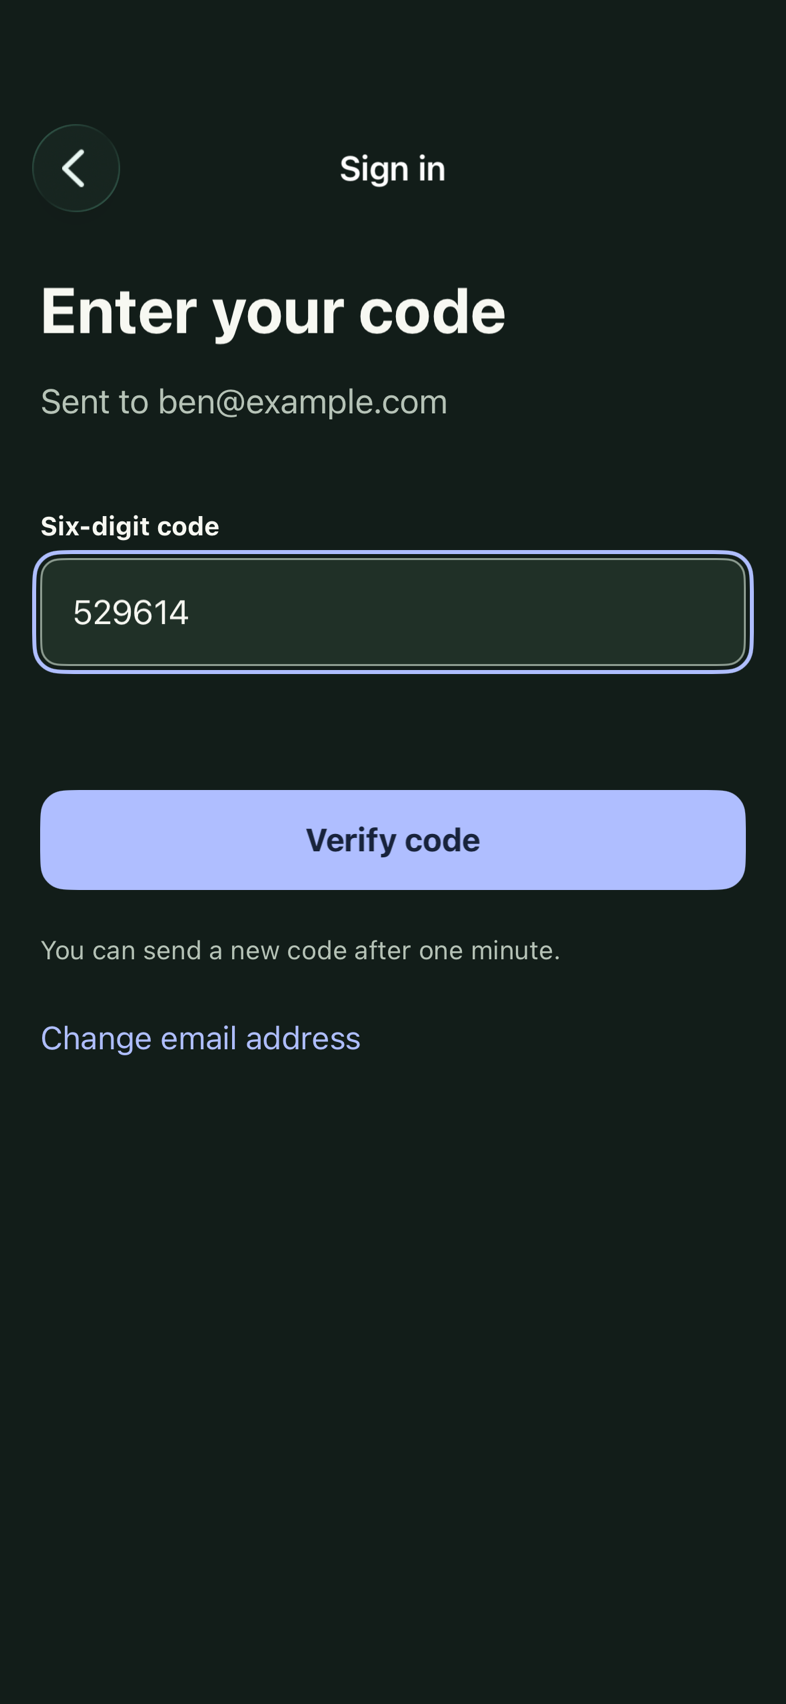 Sign in
Enter your code
Sent to ben@example.com
Six-digit code
529614
Verify code
You can send a new code after one minute.
Change email address